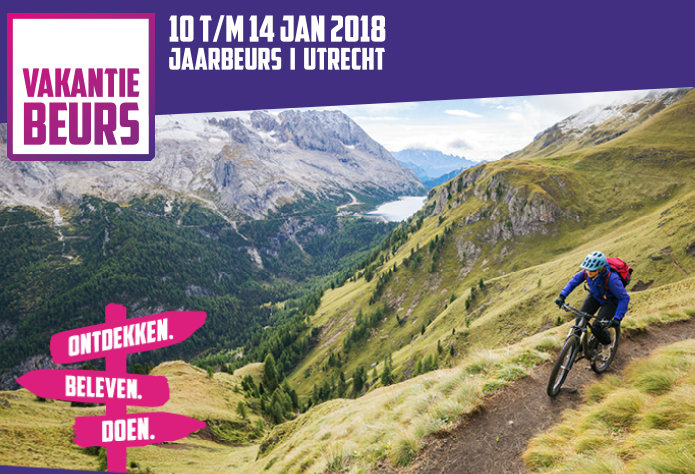 10 T/M 14 JAN 2018
JAARBEURS | UTRECHT
VAKANTIE
BEURS
ONTDEKKEN.
BELEVEN.
DOEN.